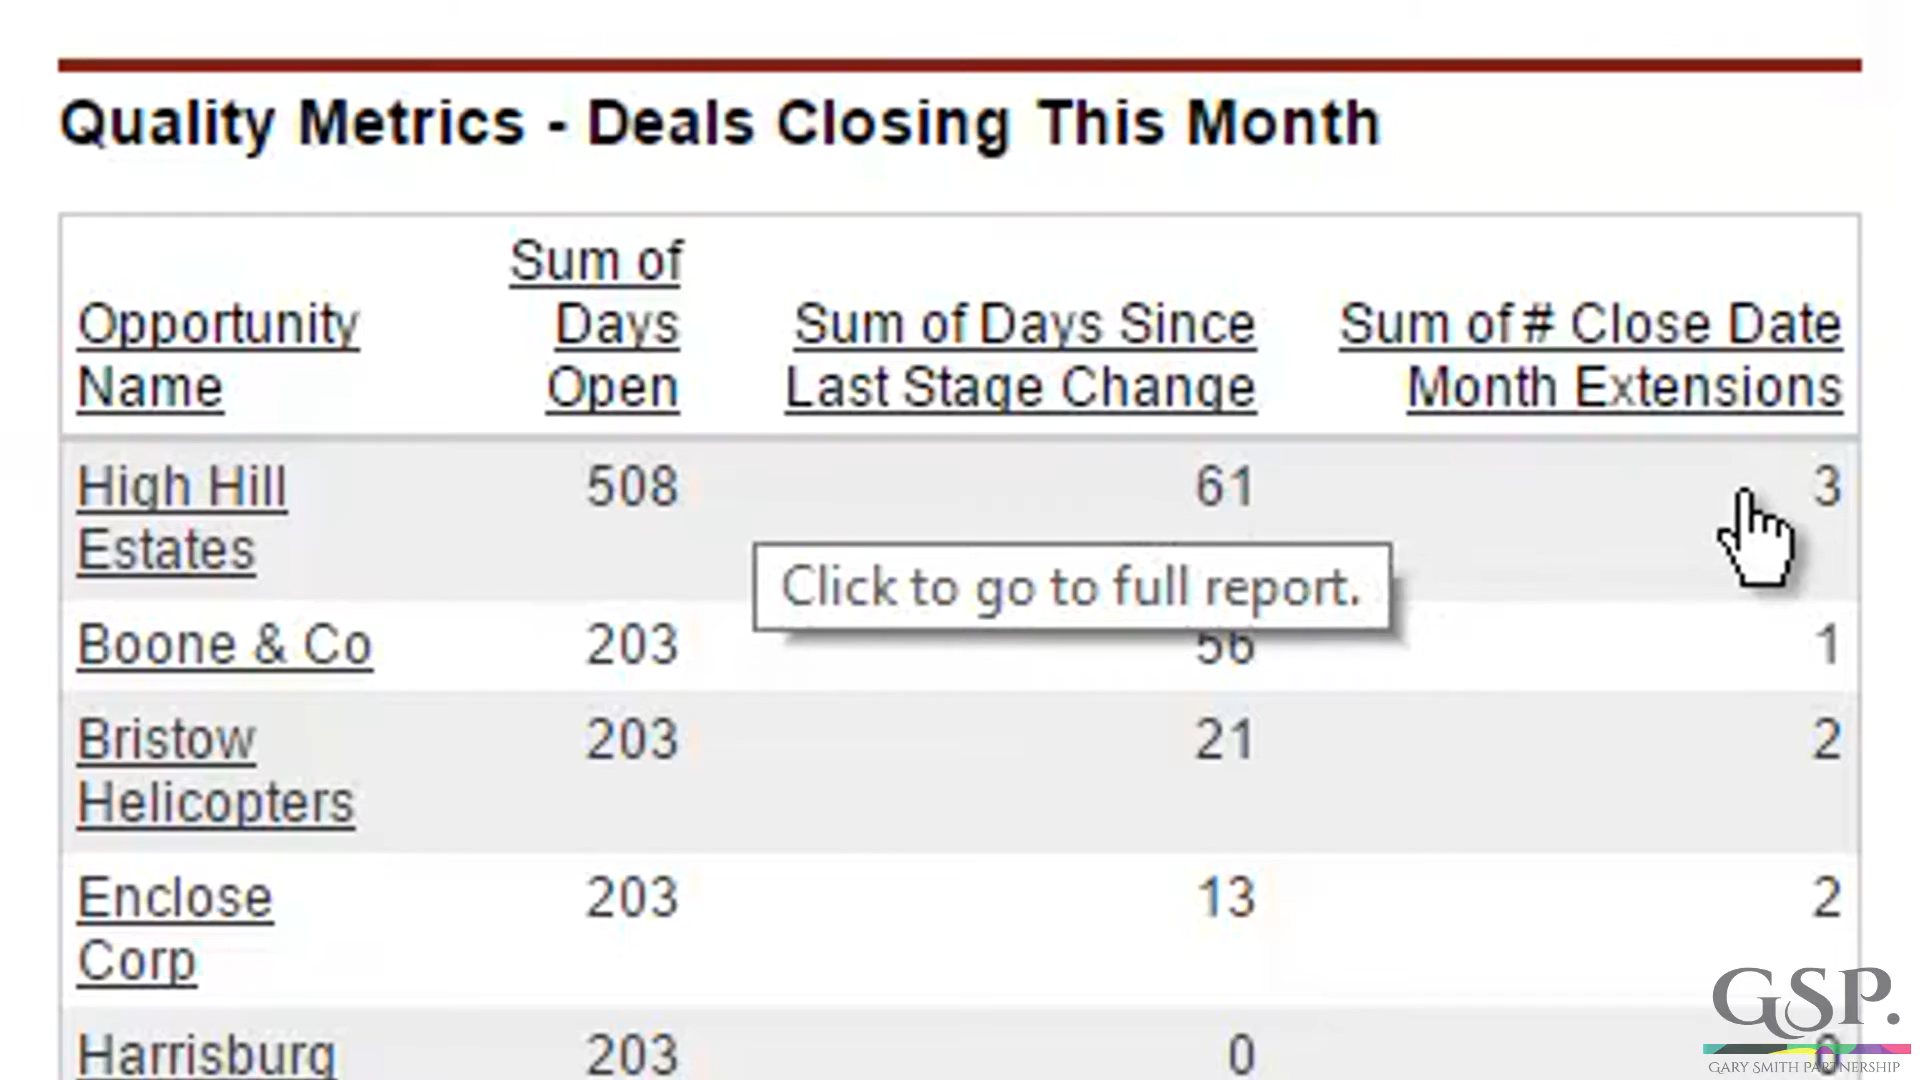 Quality Metrics - Deals Closing This Month
Sum of
Opportunity Days Sum of Days Since Sum of # Close Date
Name Open Last Stage Change Month Extensions
High Hill 508 61 3
Estates
Click to go to full report.
Boone & Co 203 56 1
Bristow 203 21 2
Helicopters
Enclose 203 13 2
Corp
Harrisburg 203 0 0
GSP.
GARY SMITH PARTNERSHIP